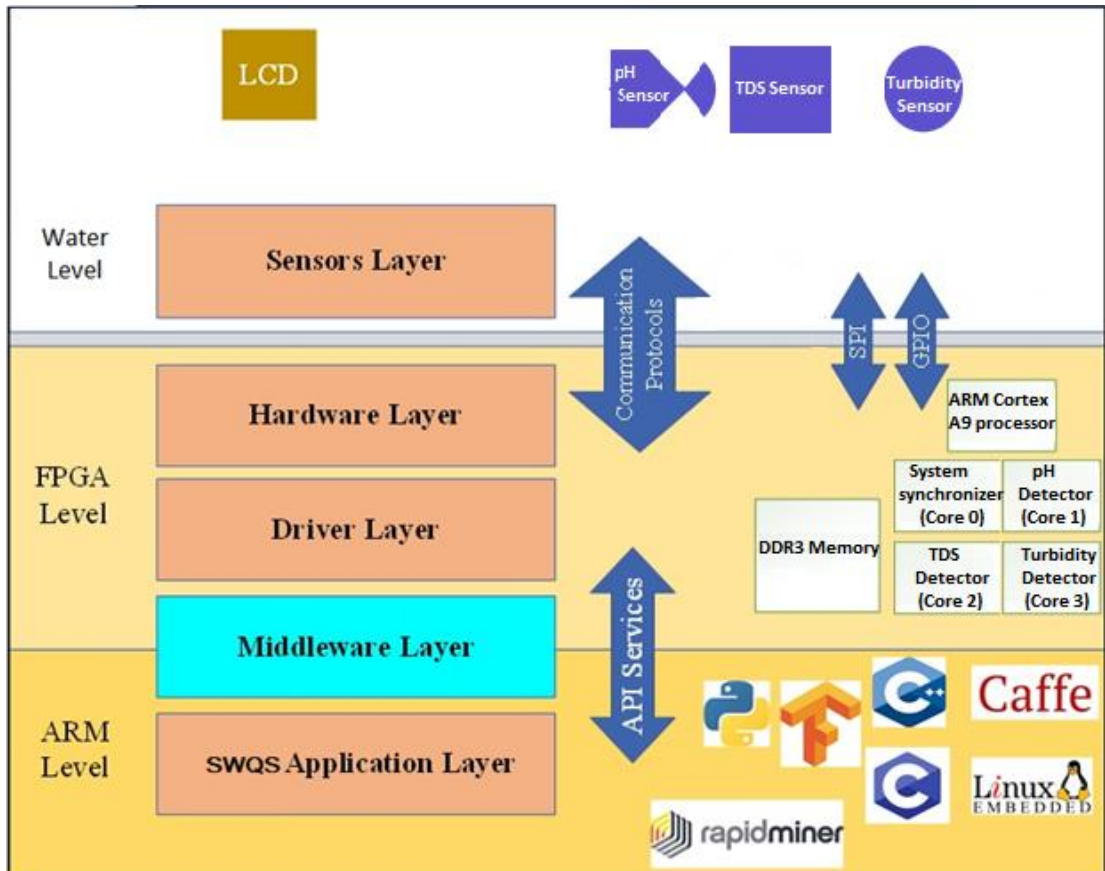 LCD
pH
Sensor
TDS Sensor
Turbidity
Sensor
Water
Level
Sensors Layer
Communication
Protocols
SPI
GPIO
FPGA
Level
Hardware Layer
Driver Layer
ARM Cortex
A9 processor
System
synchronizer
(Core 0)
pH
Detector
(Core 1)
DDR3 Memory
TDS
Detector
(Core 2)
Turbidity
Detector
(Core 3)
Middleware Layer
API Services
ARM
Level
SWQS Application Layer
C++
Caffe
C
Linux
EMBEDDED
rapidminer